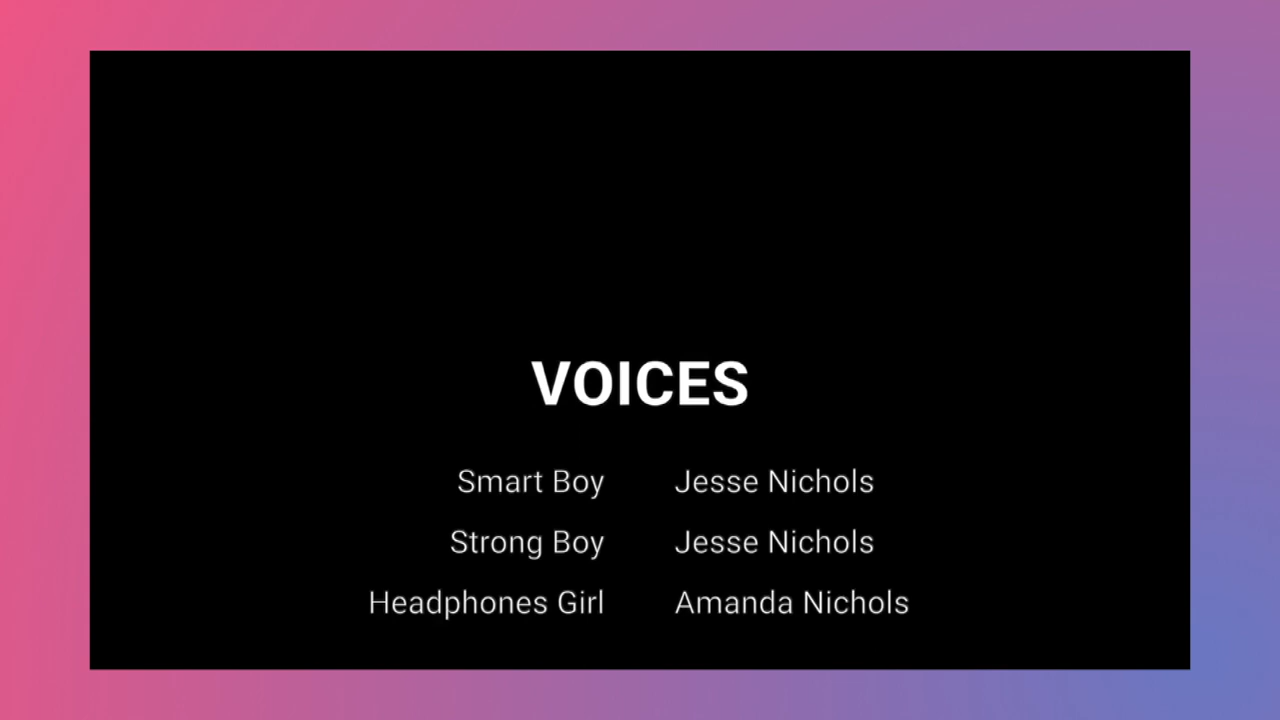 VOICES
Smart Boy Jesse Nichols
Strong Boy Jesse Nichols
Headphones Girl Amanda Nichols